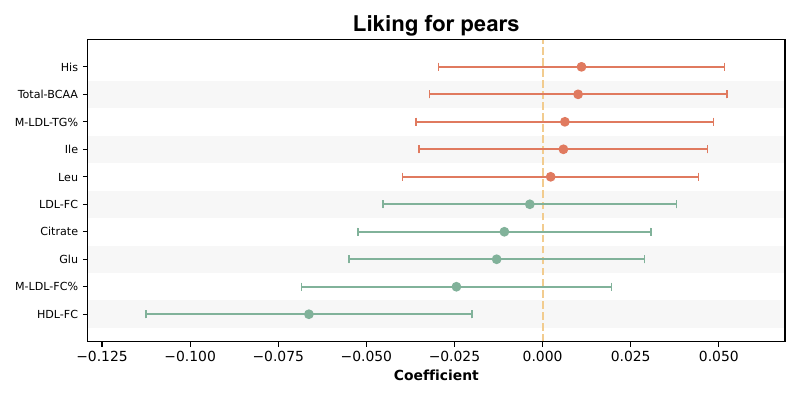 Liking for pears
His
Total-BCAA
M-LDL-TG%
Ile
Leu
LDL-FC
Citrate
Glu
M-LDL-FC%
HDL-FC
−0.125 −0.100 −0.075 −0.050 −0.025 0.000 0.025 0.050
Coefficient